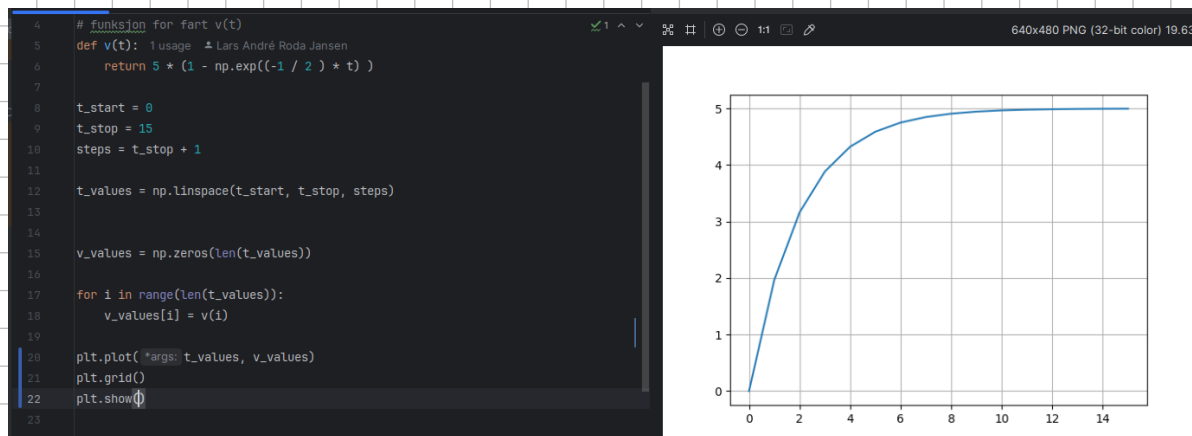 4 # funksjon for fart v(t)
1
5 def v(t): 1 usage Lars André Roda Jansen
6 return 5 * (1 - np.exp((-1 / 2 ) * t) )
7
8 t_start = 0
9 t_stop = 15
10 steps = t_stop + 1
11
12 t_values = np.linspace(t_start, t_stop, steps)
13
14
15 v_values = np.zeros(len(t_values))
16
17 for i in range(len(t_values)):
18 v_values[i] = v(i)
19
20 plt.plot( *args: t_values, v_values)
21 plt.grid()
22 plt.show()
23
1:1
640x480 PNG (32-bit color) 19.63
5
4
3
2
1
0
0 2 4 6 8 10 12 14